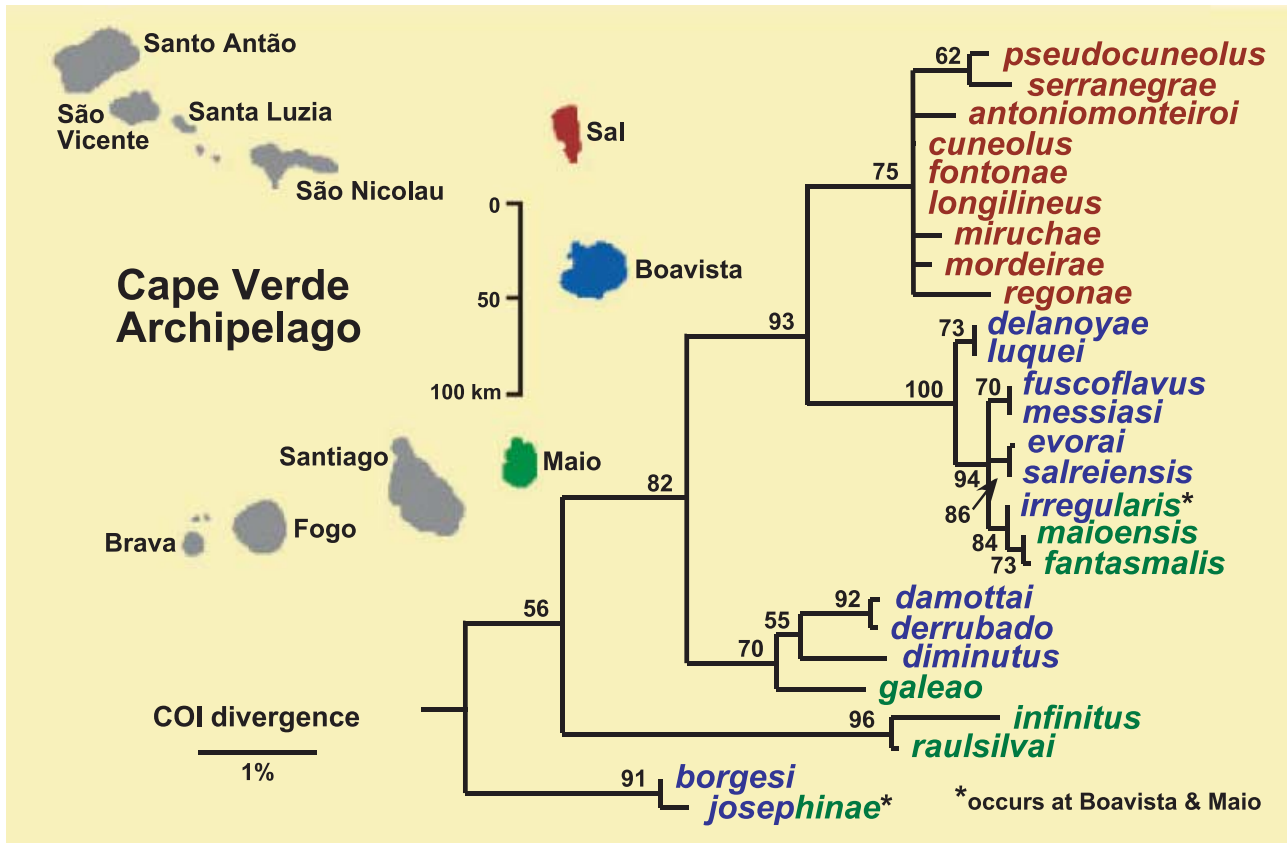 Santo Antão
São
Vicente
Santa Luzia
São Nicolau
Sal
Boavista
Maio
Santiago
Fogo
Brava
0
50
100 km
Cape Verde
Archipelago
COI divergence
1%
62
75
93
73
100
70
94
86
84
73
82
92
55
70
56
96
91
pseudocuneolus
serranegrae
antoniomonteiroi
cuneolus
fontonae
longilineus
miruchae
mordeirae
regonae
delanoyae
luquei
fuscoflavus
messiasi
evorai
salreiensis
irregularis*
maioensis
fantasmalis
damottai
derrubado
diminutus
galeao
infinitus
raulsilvai
borgesi
josephinae*
*occurs at Boavista & Maio